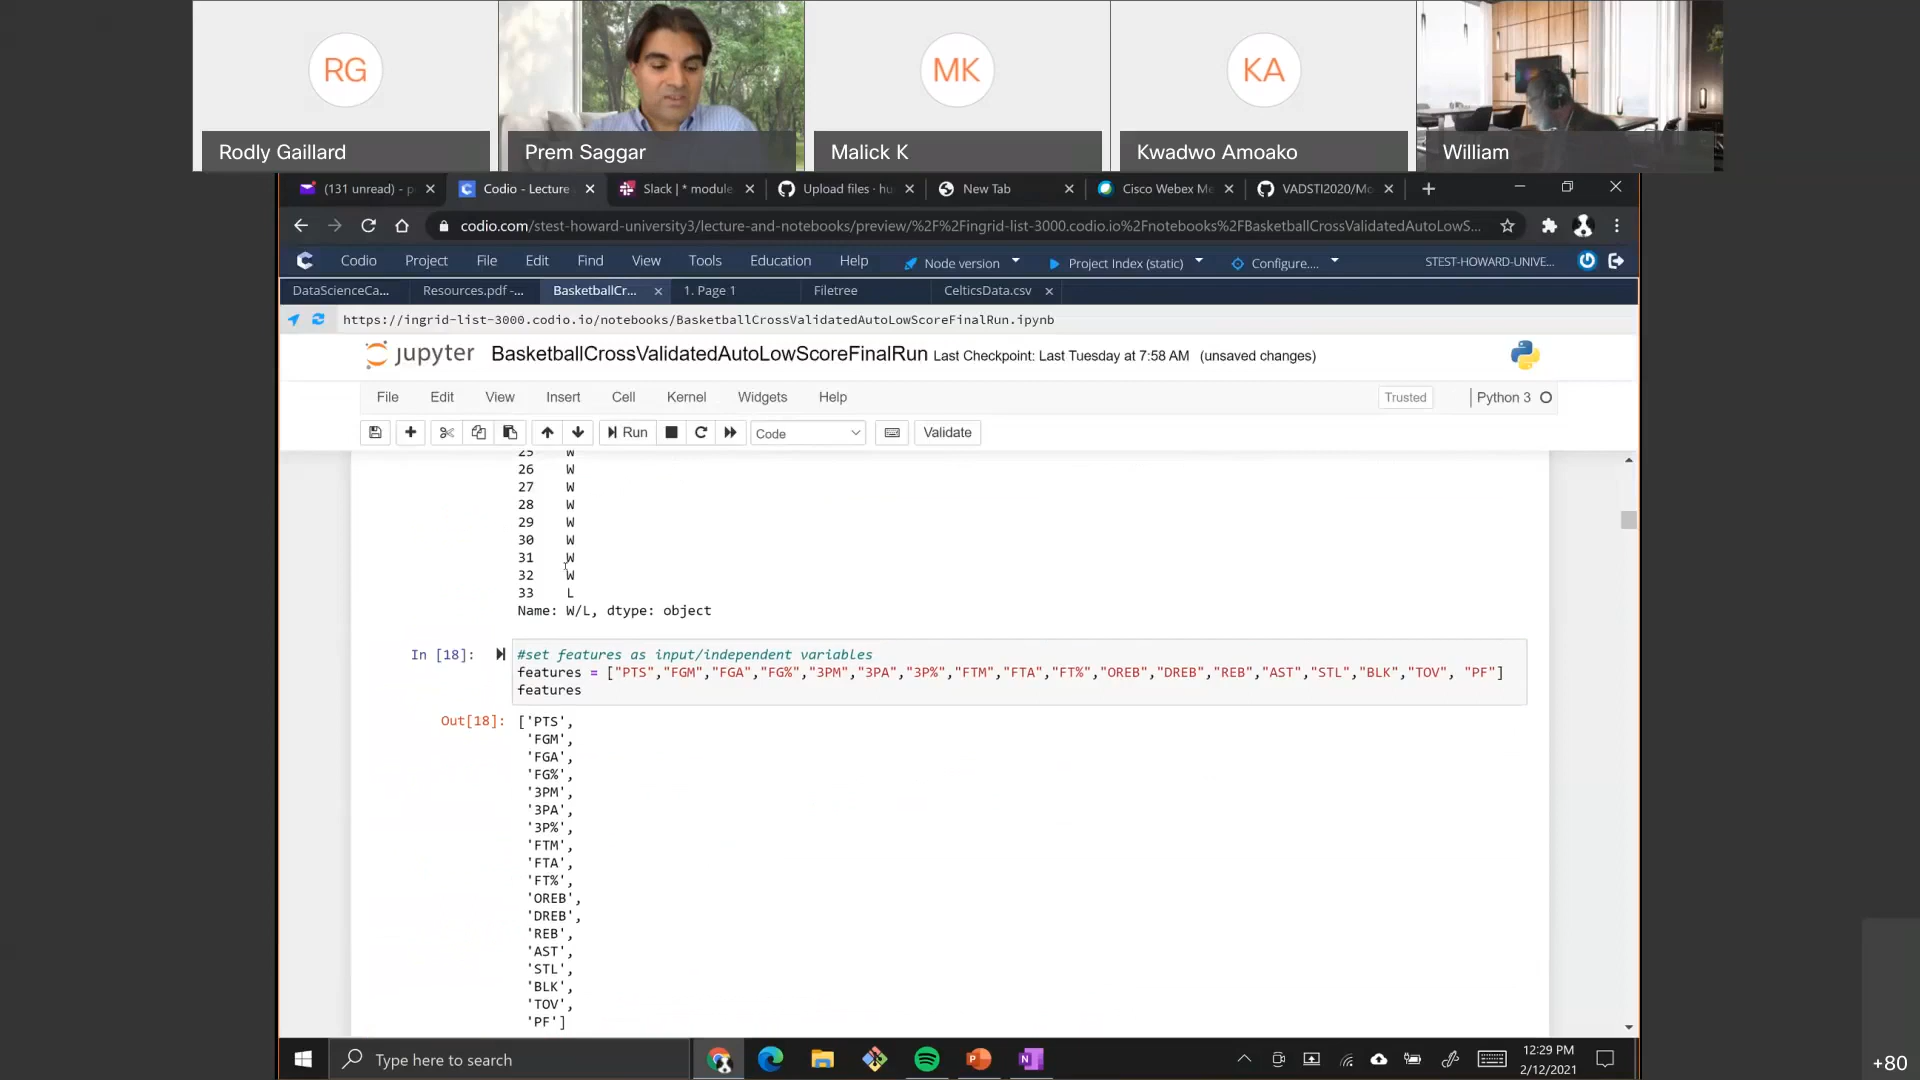 RG
MK
KA
Rodly Gaillard
Prem Saggar
Malick K
Kwadwo Amoako
William
(131 unread) - p
Codio - Lecture
Slack | * module
Upload files · hu
New Tab
Cisco Webex Me
VADSTI2020/Mo
codio.com/stest-howard-university3/lecture-and-notebooks/preview/%2F%2Fingrid-list-3000.codio.io%2Fnotebooks%2FBasketballCrossValidatedAutoLowS...
Codio Project File Edit Find View Tools Education Help Node version Project Index (static) Configure.... STEST-HOWARD-UNIVE...
DataScienceCa... Resources.pdf -... BasketballCr... 1. Page 1 Filetree CelticsData.csv
https://ingrid-list-3000.codio.io/notebooks/BasketballCrossValidatedAutoLowScoreFinalRun.ipynb
jupyter BasketballCrossValidatedAutoLowScoreFinalRun Last Checkpoint: Last Tuesday at 7:58 AM (unsaved changes)
File Edit View Insert Cell Kernel Widgets Help Trusted Python 3
Run Code Validate
25 W
26 W
27 W
28 W
29 W
30 W
31 W
32 W
33 L
Name: W/L, dtype: object
In [18]: #set features as input/independent variables
features = ["PTS","FGM","FGA","FG%","3PM","3PA","3P%","FTM","FTA","FT%","OREB","DREB","REB","AST","STL","BLK","TOV", "PF"]
features
Out[18]: ['PTS',
'FGM',
'FGA',
'FG%',
'3PM',
'3PA',
'3P%',
'FTM',
'FTA',
'FT%',
'OREB',
'DREB',
'REB',
'AST',
'STL',
'BLK',
'TOV',
'PF']
Type here to search
12:29 PM
2/12/2021
+80